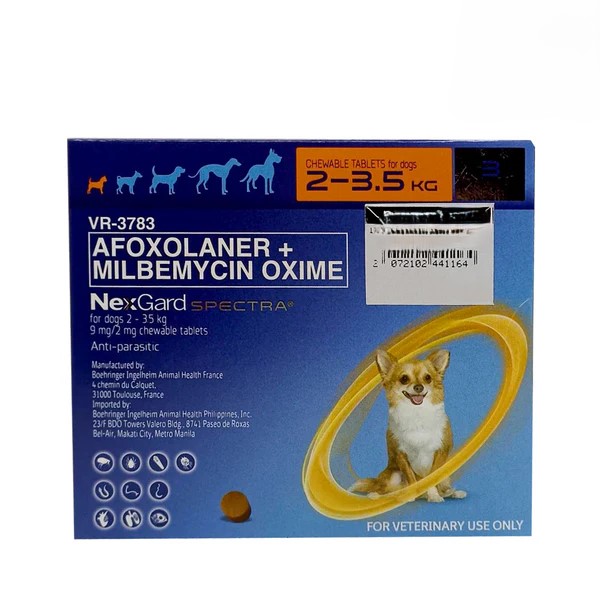 CHEWABLE TABLETS for dogs
2-3.5 KG
3
VR-3783
AFOXOLANER +
MILBEMYCIN OXIME
NexGard SPECTRA®
for dogs 2 - 35 kg
9 mg/2 mg chewable tablets
Anti-parasitic
2 072102 441164
Manufactured by:
Boehringer Ingelheim Animal Health France
4 chemin du Calquet,
31000 Toulouse, France
Imported by:
Boehringer Ingelheim Animal Health Philippines, Inc.
23/F BDO Towers Valero Bldg., 8741 Paseo de Roxas
Bel-Air, Makati City, Metro Manila
FOR VETERINARY USE ONLY